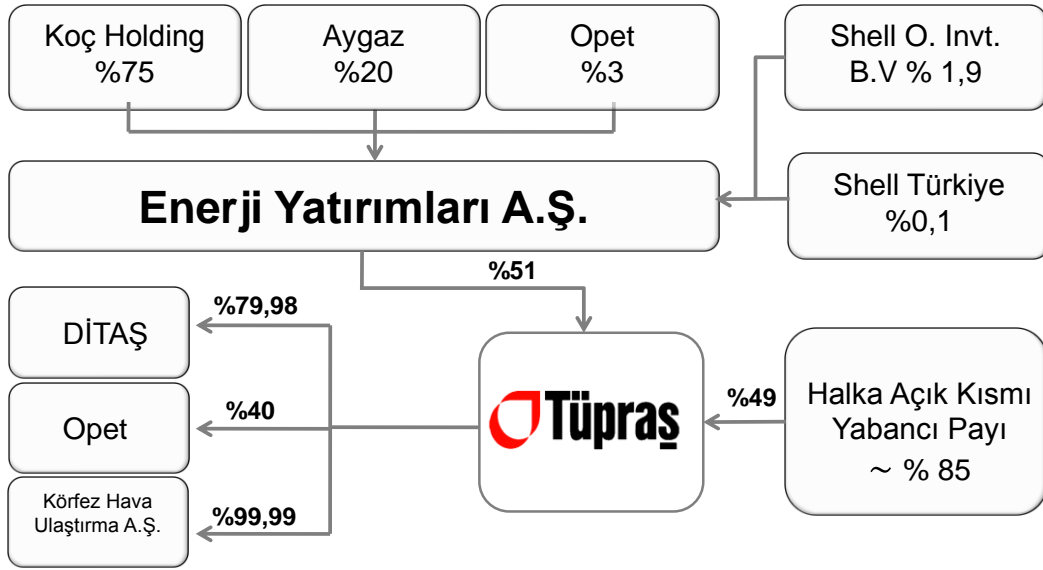 Koç Holding
%75
Aygaz
%20
Opet
%3
Shell O. Invt.
B.V % 1,9
Enerji Yatırımları A.Ş.
Shell Türkiye
%0,1
%51
%79,98
DİTAŞ
%40
Opet
Körfez Hava
Ulaştırma A.Ş.
%99,99
Tüpraş
%49
Halka Açık Kısmı
Yabancı Payı
~ % 85